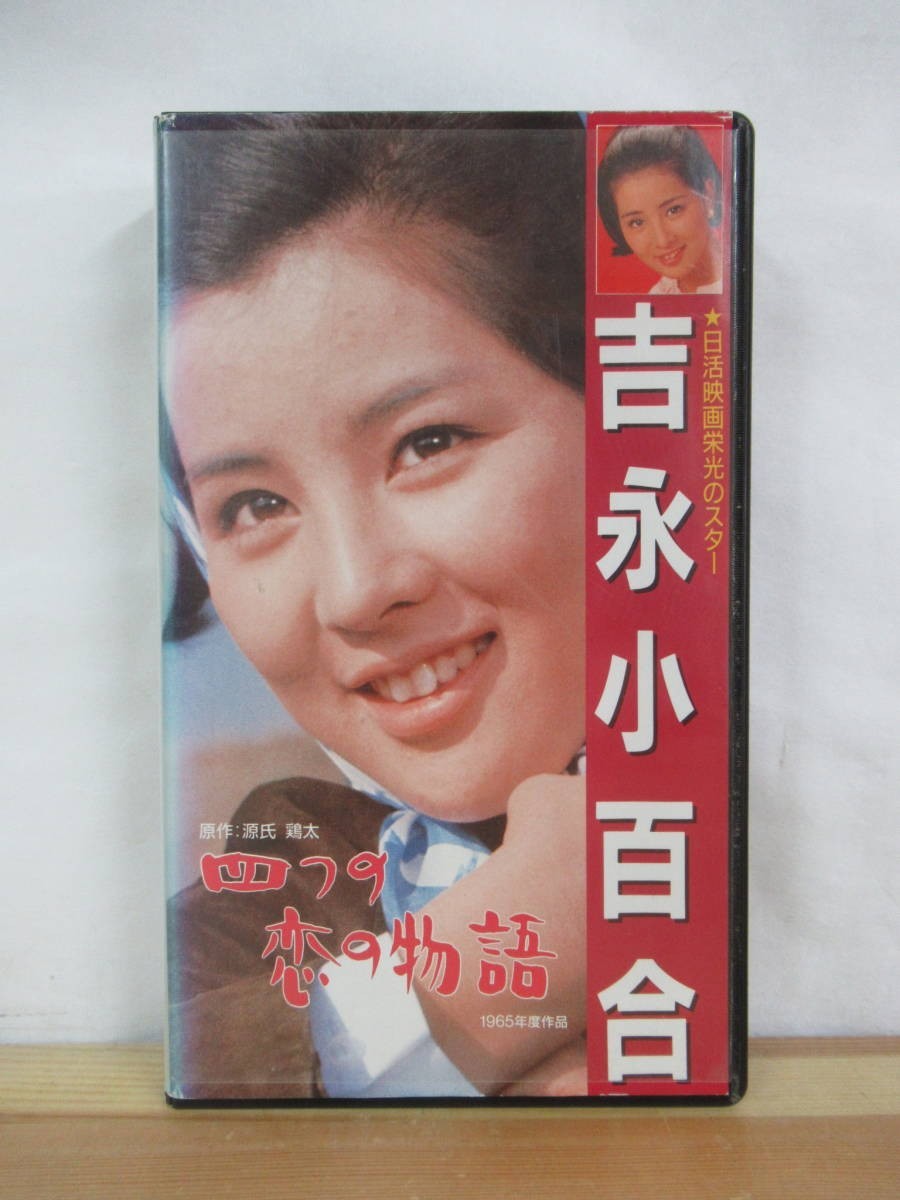 ★日活映画栄光のスター
吉永小百合
原作：源氏 鶏太
四つの
恋の物語
1965年度作品